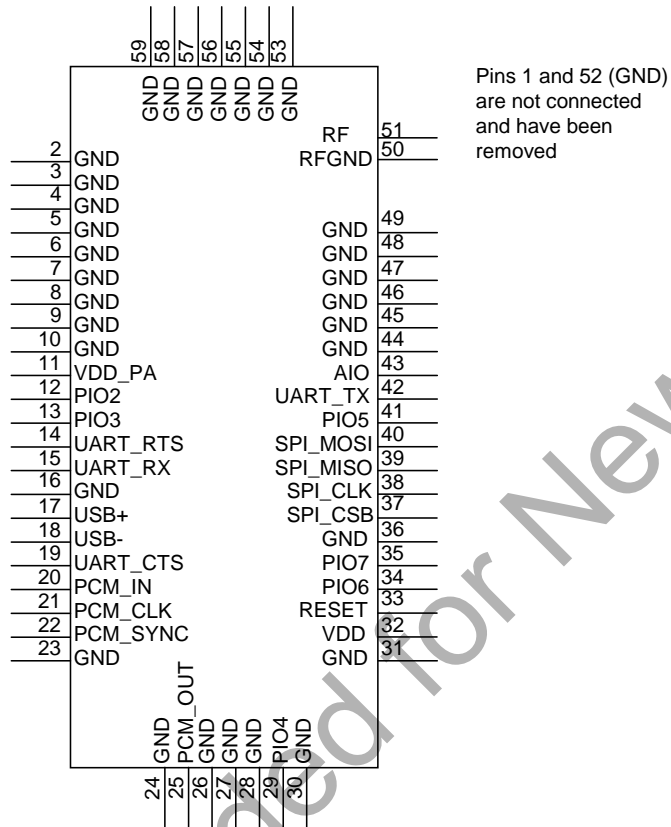 59 58 57 56 55 54 53
GND GND GND GND GND GND GND
Pins 1 and 52 (GND)
are not connected
and have been
removed
2 GND
3 GND
4 GND
5 GND
6 GND
7 GND
8 GND
9 GND
10 GND
11 VDD_PA
12 PIO2
13 PIO3
14 UART_RTS
15 UART_RX
16 GND
17 USB+
18 USB-
19 UART_CTS
20 PCM_IN
21 PCM_CLK
22 PCM_SYNC
23 GND
RF 51
RFGND 50
GND 49
GND 48
GND 47
GND 46
GND 45
GND 44
AIO 43
UART_TX 42
PIO5 41
SPI_MOSI 40
SPI_MISO 39
SPI_CLK 38
SPI_CSB 37
GND 36
PIO7 35
PIO6 34
RESET 33
VDD 32
GND 31
GND PCM_OUT GND GND GND PIO4 GND
24 25 26 27 28 29 30
for